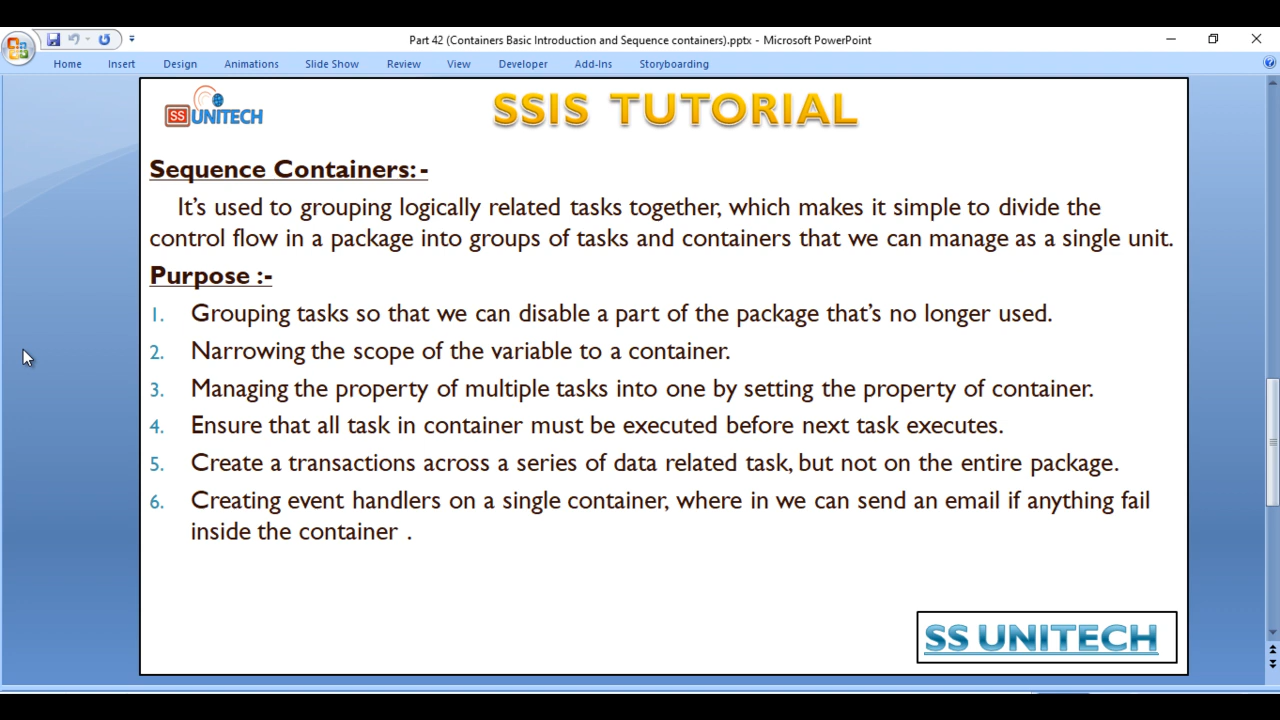 Part 42 (Containers Basic Introduction and Sequence containers).pptx - Microsoft PowerPoint
Home Insert Design Animations Slide Show Review View Developer Add-Ins Storyboarding
SS UNITECH
SSIS TUTORIAL
Sequence Containers: -
It's used to grouping logically related tasks together, which makes it simple to divide the
control flow in a package into groups of tasks and containers that we can manage as a single unit.
Purpose :-
1. Grouping tasks so that we can disable a part of the package that's no longer used.
2. Narrowing the scope of the variable to a container.
3. Managing the property of multiple tasks into one by setting the property of container.
4. Ensure that all task in container must be executed before next task executes.
5. Create a transactions across a series of data related task, but not on the entire package.
6. Creating event handlers on a single container, where in we can send an email if anything fail
inside the container .
SS UNITECH